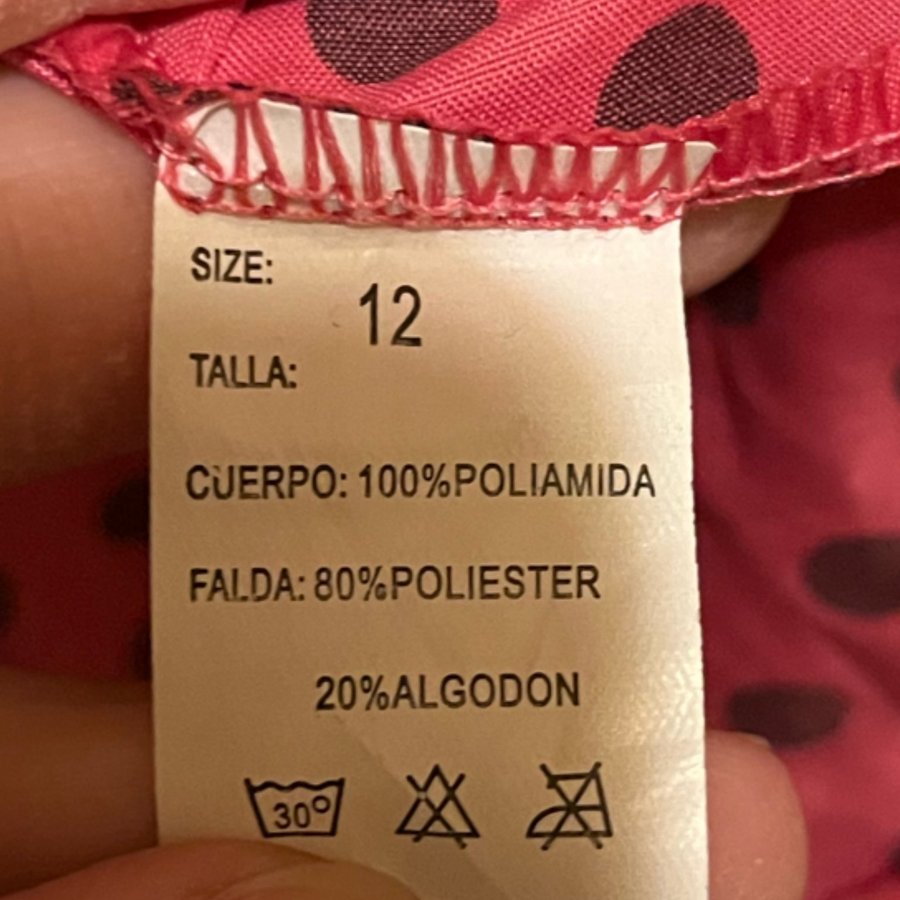 SIZE:
12
TALLA:
CUERPO: 100%POLIAMIDA
FALDA: 80%POLIESTER
20%ALGODON
30°